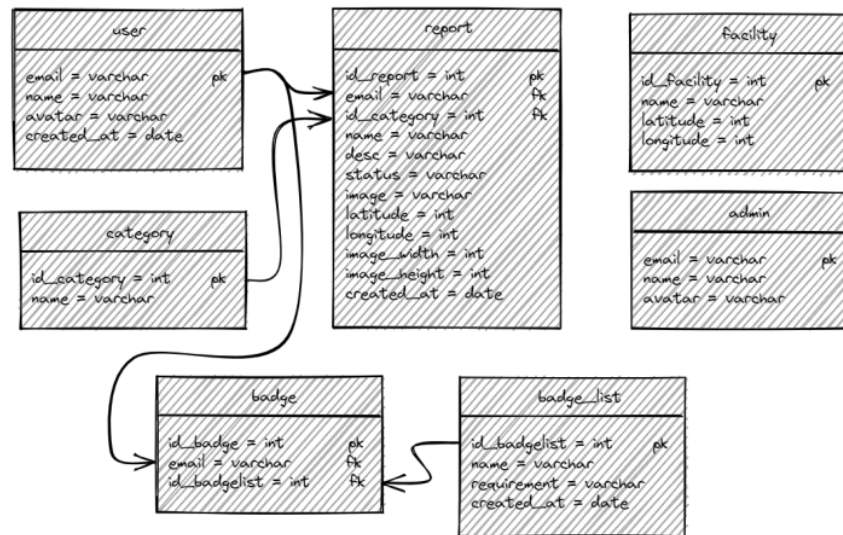 user
email = varchar pk
name = varchar
avatar = varchar
created_at = date
report
id_report = int pk
email = varchar fk
id_category = int fk
name = varchar
desc = varchar
status = varchar
image = varchar
latitude = int
longitude = int
image_width = int
image_height = int
created_at = date
facility
id_facility = int pk
name = varchar
latitude = int
longitude = int
category
id_category = int pk
name = varchar
admin
email = varchar pk
name = varchar
avatar = varchar
badge
id_badge = int pk
email = varchar fk
id_badgelist = int fk
badge_list
id_badgelist = int pk
name = varchar
requirement = varchar
created_at = date